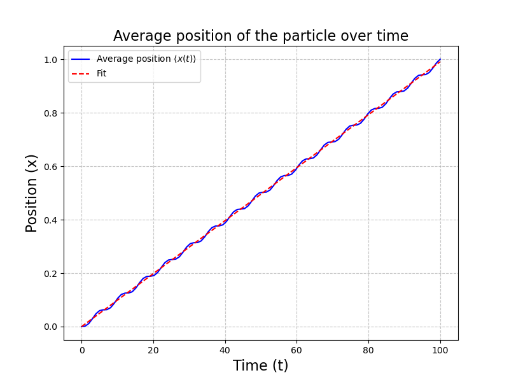 Average position of the particle over time
Average position ⟨x(t)⟩
Fit
Position (x)
1.0
0.8
0.6
0.4
0.2
0.0
0
20
40
60
80
100
Time (t)